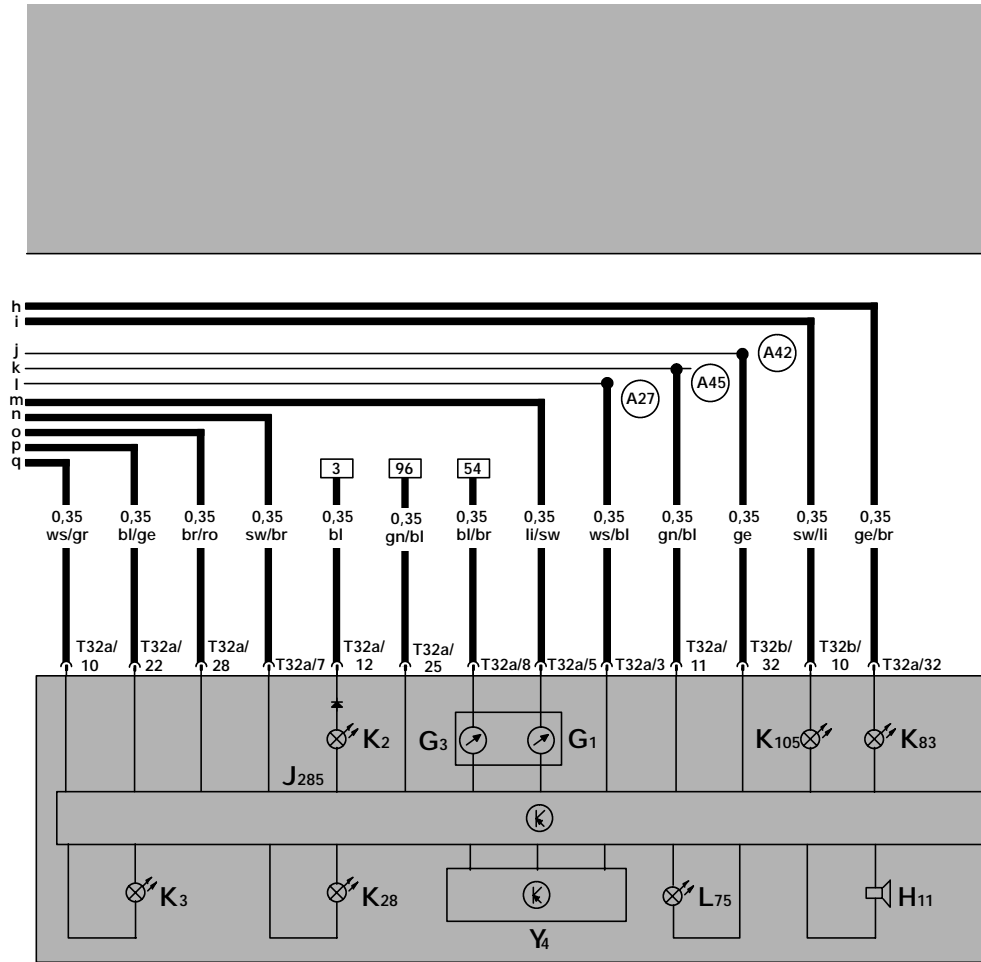 h
i
j
A42
k
A45
l
A27
m
n
o
p
q
3
96
54
0,35 0,35 0,35 0,35 0,35 0,35 0,35 0,35 0,35 0,35 0,35 0,35 0,35
ws/gr bl/ge br/ro sw/br bl gn/bl bl/br li/sw ws/bl gn/bl ge sw/li ge/br
T32a/ T32a/ T32a/ T32a/ T32a/ T32a/ T32b/ T32b/
10 22 28 T32a/7 12 25 T32a/8 T32a/5 T32a/3 11 32 10 T32a/32
K2 G3 G1 K105 K83
J285
K3 K28 L75 H11
Y4